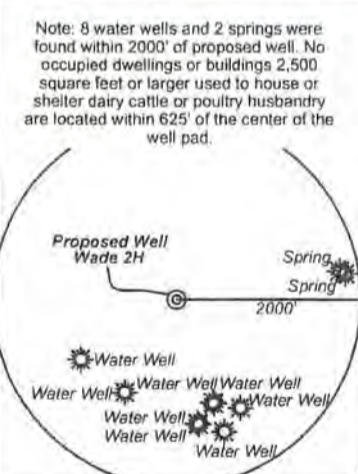 Note: 8 water wells and 2 springs were
found within 2000' of proposed well. No
occupied dwellings or buildings 2,500
square feet or larger used to house or
shelter dairy cattle or poultry husbandry
are located within 625' of the center of the
well pad.
Proposed Well
Wade 2H
Spring
Spring
2000'
Water Well
Water Well
Water Well
Water Well
Water Well
Water Well
Water Well
Water Well